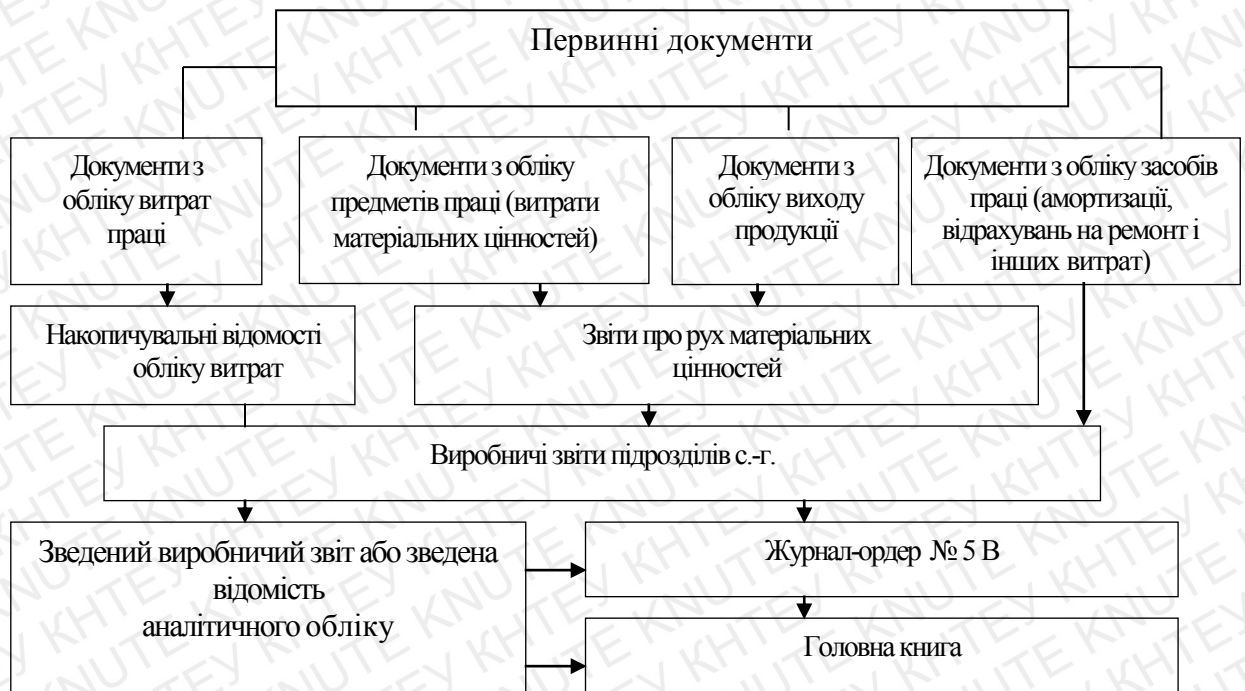 Первинні документи
Документи з
обліку витрат
праці
Документи з обліку
предметів праці (витрати
матеріальних цінностей)
Документи з
обліку виходу
продукції
Документи з обліку засобів
праці (амортизації,
відрахувань на ремонт і
інших витрат)
Накопичувальні відомості
обліку витрат
Звіти про рух матеріальних
цінностей
Виробничі звіти підрозділів с.-г.
Зведений виробничий звіт або зведена
відомість
аналітичного обліку
Журнал-ордер № 5 В
Головна книга